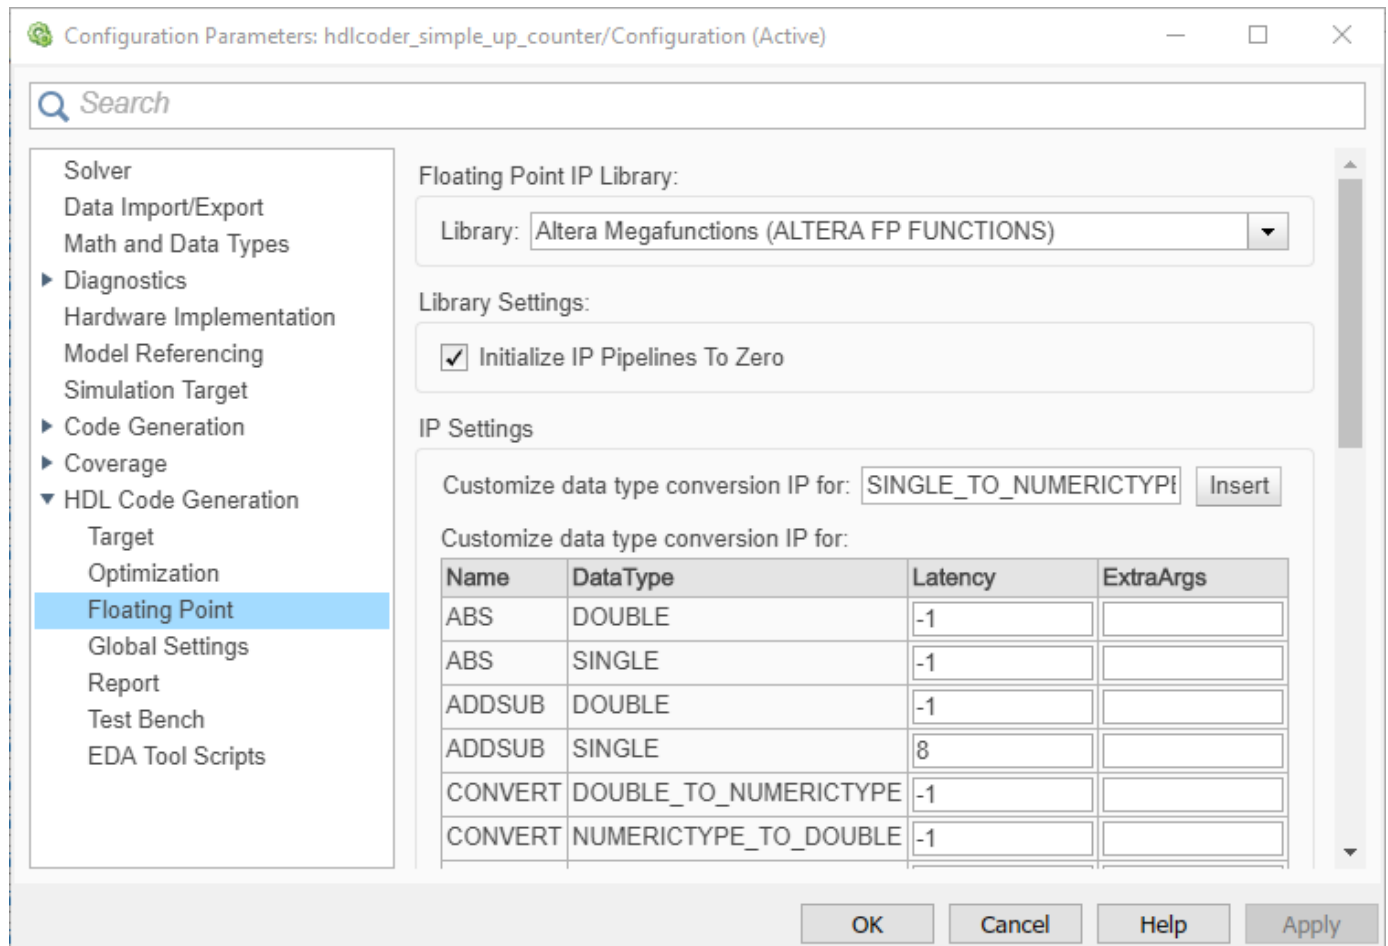 Configuration Parameters: hdlcoder_simple_up_counter/Configuration (Active)
Search
Solver
Data Import/Export
Math and Data Types
Diagnostics
Hardware Implementation
Model Referencing
Simulation Target
Code Generation
Coverage
HDL Code Generation
Target
Optimization
Floating Point
Global Settings
Report
Test Bench
EDA Tool Scripts
Floating Point IP Library:
Library: Altera Megafunctions (ALTERA FP FUNCTIONS)
Library Settings:
Initialize IP Pipelines To Zero
IP Settings
Customize data type conversion IP for: SINGLE_TO_NUMERICTYPE Insert
Customize data type conversion IP for:
Name DataType Latency ExtraArgs
ABS DOUBLE -1
ABS SINGLE -1
ADDSUB DOUBLE -1
ADDSUB SINGLE 8
CONVERT DOUBLE_TO_NUMERICTYPE -1
CONVERT NUMERICTYPE_TO_DOUBLE -1
OK Cancel Help Apply